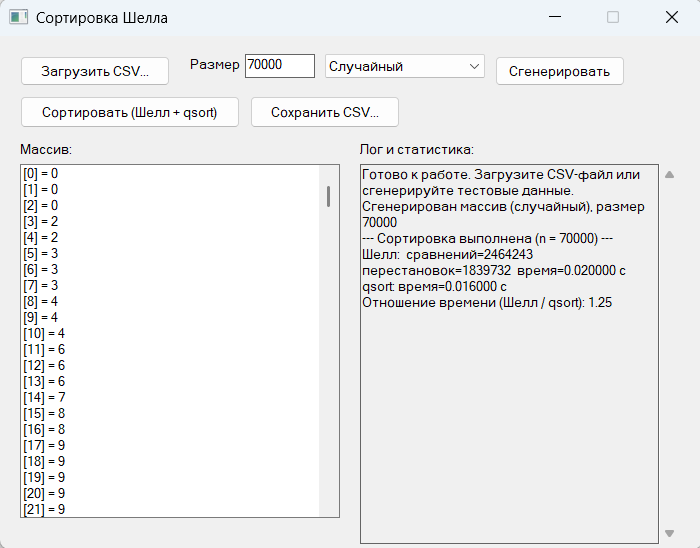 Сортировка Шелла
Загрузить CSV...
Размер
70000
Случайный
Сгенерировать
Сортировать (Шелл + qsort)
Сохранить CSV...
Массив:
[0] = 0
[1] = 0
[2] = 0
[3] = 2
[4] = 2
[5] = 3
[6] = 3
[7] = 3
[8] = 4
[9] = 4
[10] = 4
[11] = 6
[12] = 6
[13] = 6
[14] = 7
[15] = 8
[16] = 8
[17] = 9
[18] = 9
[19] = 9
[20] = 9
[21] = 9
Лог и статистика:
Готово к работе. Загрузите CSV-файл или
сгенерируйте тестовые данные.
Сгенерирован массив (случайный), размер
70000
--- Сортировка выполнена (n = 70000) ---
Шелл:  сравнений=2464243
перестановок=1839732  время=0.020000 с
qsort: время=0.016000 с
Отношение времени (Шелл / qsort): 1.25